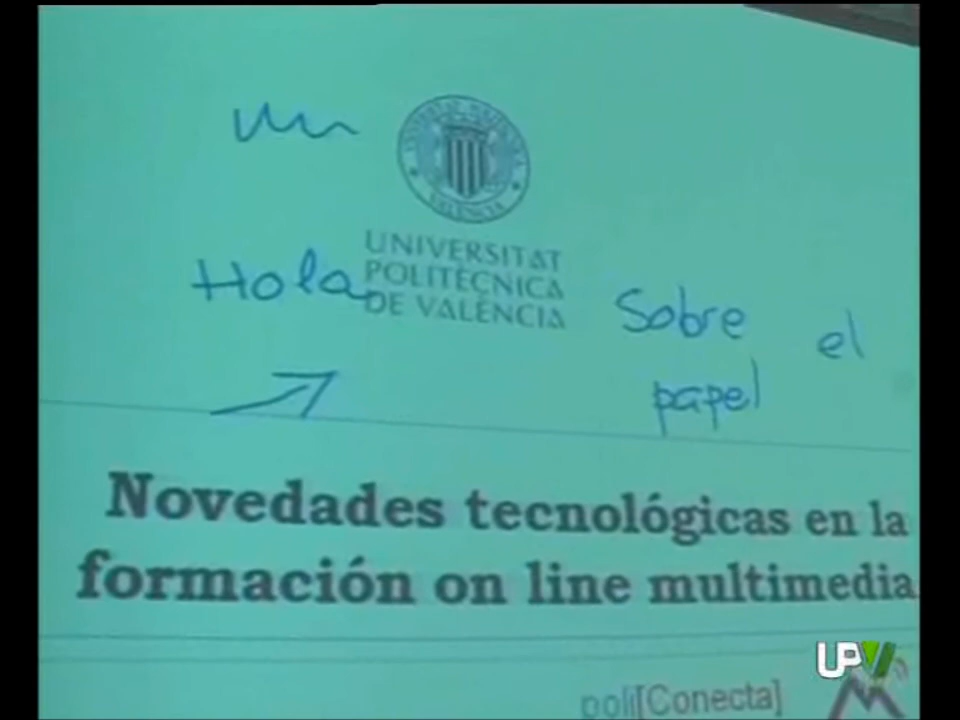 un
UNIVERSITAT
POLITÈCNICA
DE VALÈNCIA
Hola
Sobre el
papel
Novedades tecnológicas en la
formación on line multimedia
poli[Conecta]
UPV